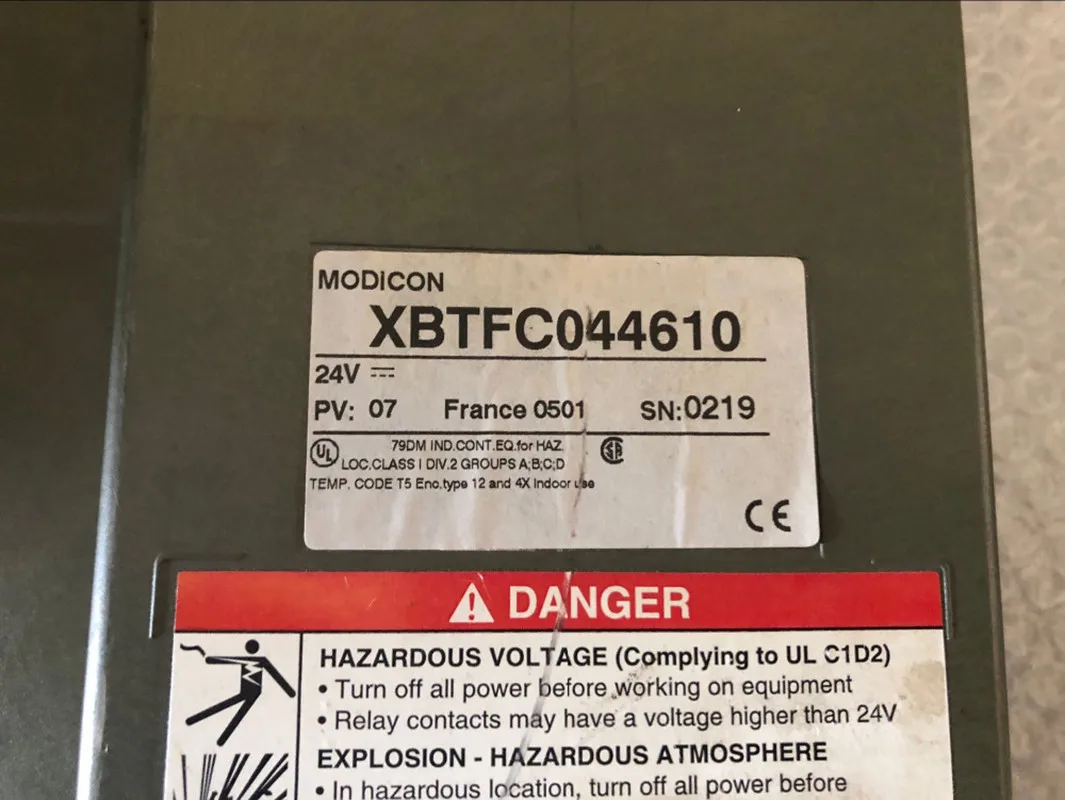 MODICON
XBTFC044610
24V
PV: 07 France 0501 SN:0219
UL 79DM IND.CONT.EQ.for HAZ. SA
LOC.CLASS I DIV.2 GROUPS A;B;C;D
TEMP. CODE T5 Enc.type 12 and 4X Indoor use
CE
DANGER
HAZARDOUS VOLTAGE (Complying to UL C1D2)
• Turn off all power before working on equipment
• Relay contacts may have a voltage higher than 24V
EXPLOSION - HAZARDOUS ATMOSPHERE
• In hazardous location, turn off all power before